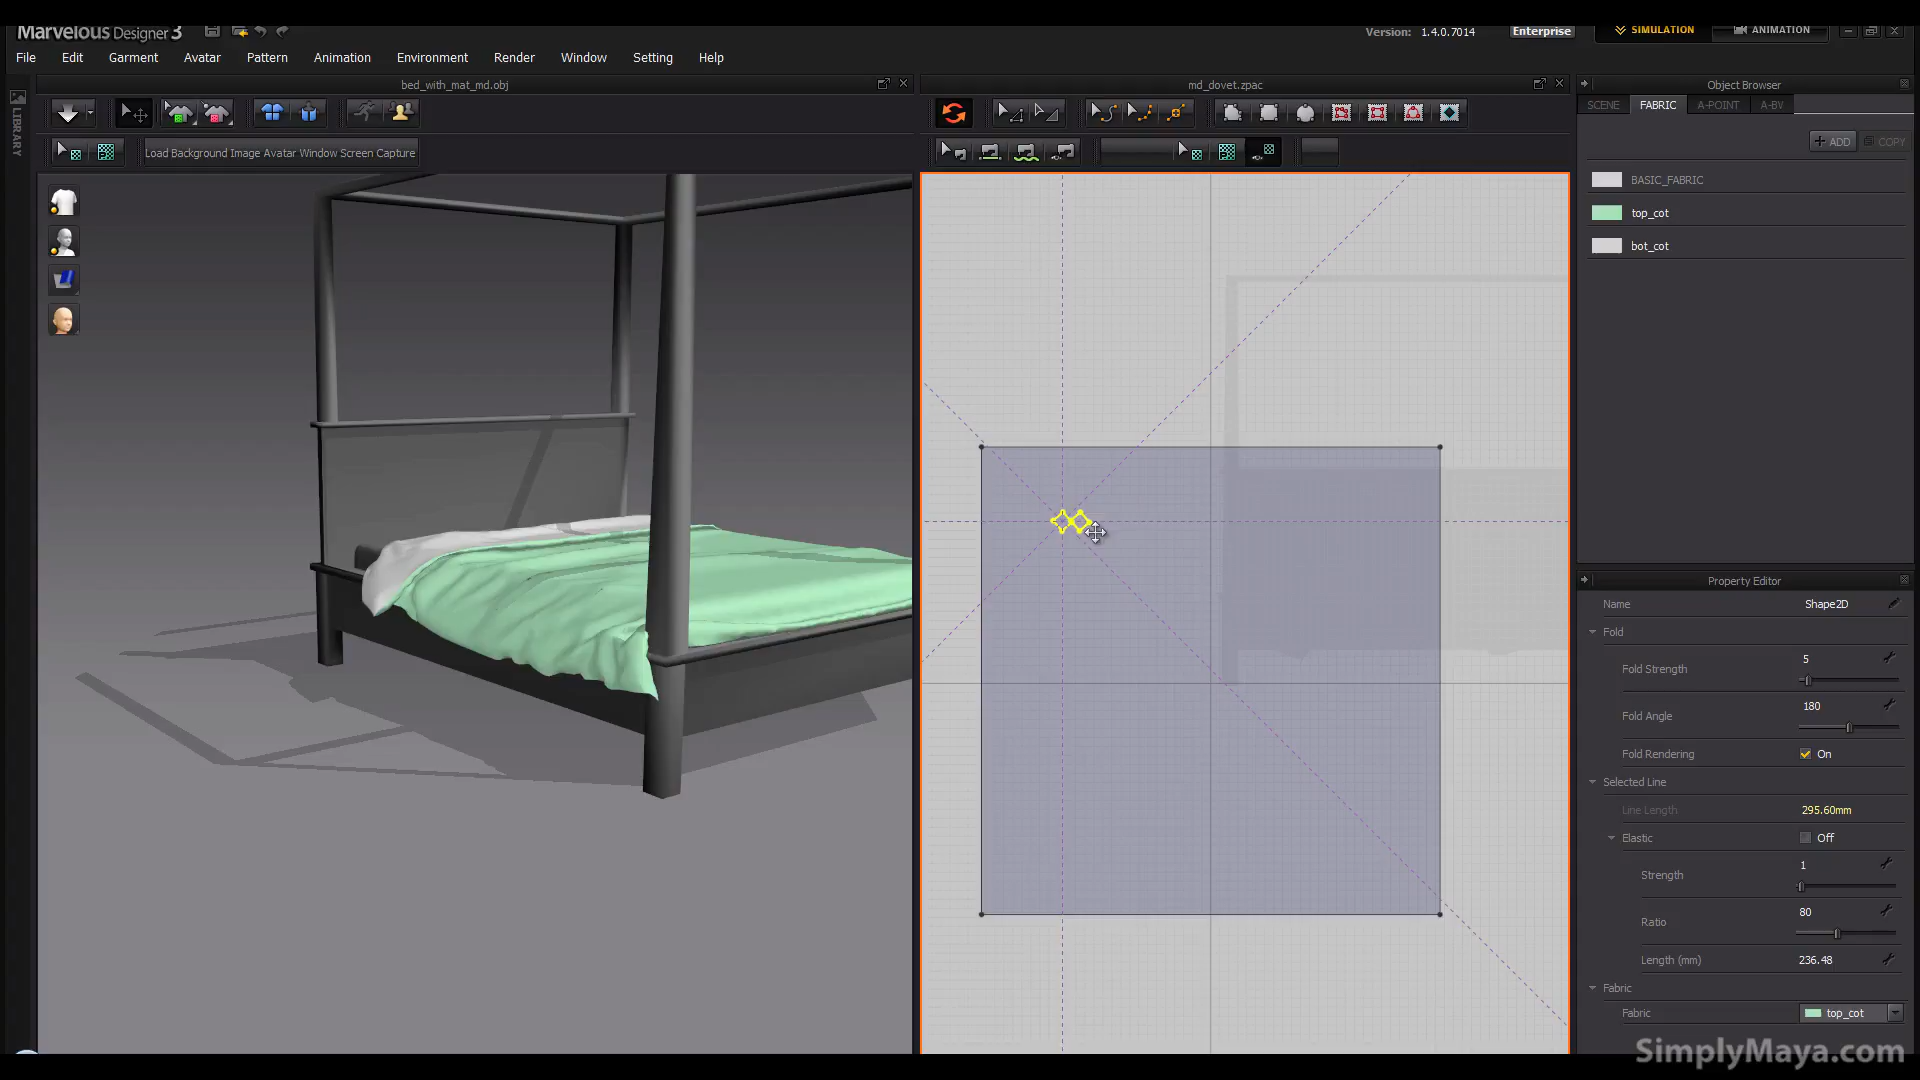 Marvelous Designer 3
Version: 1.4.0.7014
Enterprise
SIMULATION
ANIMATION
File
Edit
Garment
Avatar
Pattern
Animation
Environment
Render
Window
Setting
Help
bed_with_mat_md.obj
md_dovet.zpac
Object Browser
LIBRARY
SCENE
FABRIC
A-POINT
A-BV
Load Background Image Avatar Window Screen Capture
ADD
COPY
BASIC_FABRIC
top_cot
bot_cot
Property Editor
Name
Shape2D
Fold
Fold Strength
5
Fold Angle
180
Fold Rendering
On
Selected Line
Line Length
295.60mm
Elastic
Off
Strength
1
Ratio
80
Length (mm)
236.48
Fabric
Fabric
top_cot
SimplyMaya.com